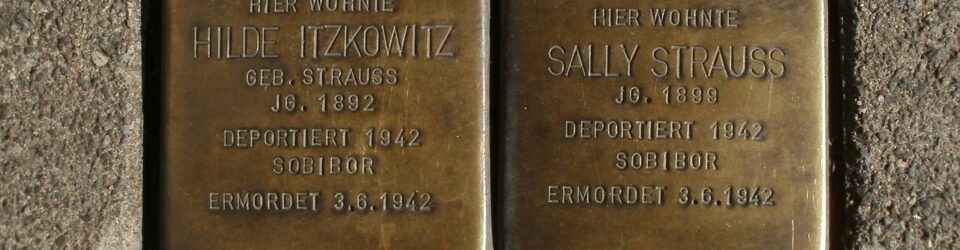 HIER WOHNTE
HILDE ITZKOWITZ
GEB. STRAUSS
JG. 1892
DEPORTIERT 1942
SOBIBOR
ERMORDET 3.6.1942
HIER WOHNTE
SALLY STRAUSS
JG. 1899
DEPORTIERT 1942
SOBIBOR
ERMORDET 3.6.1942